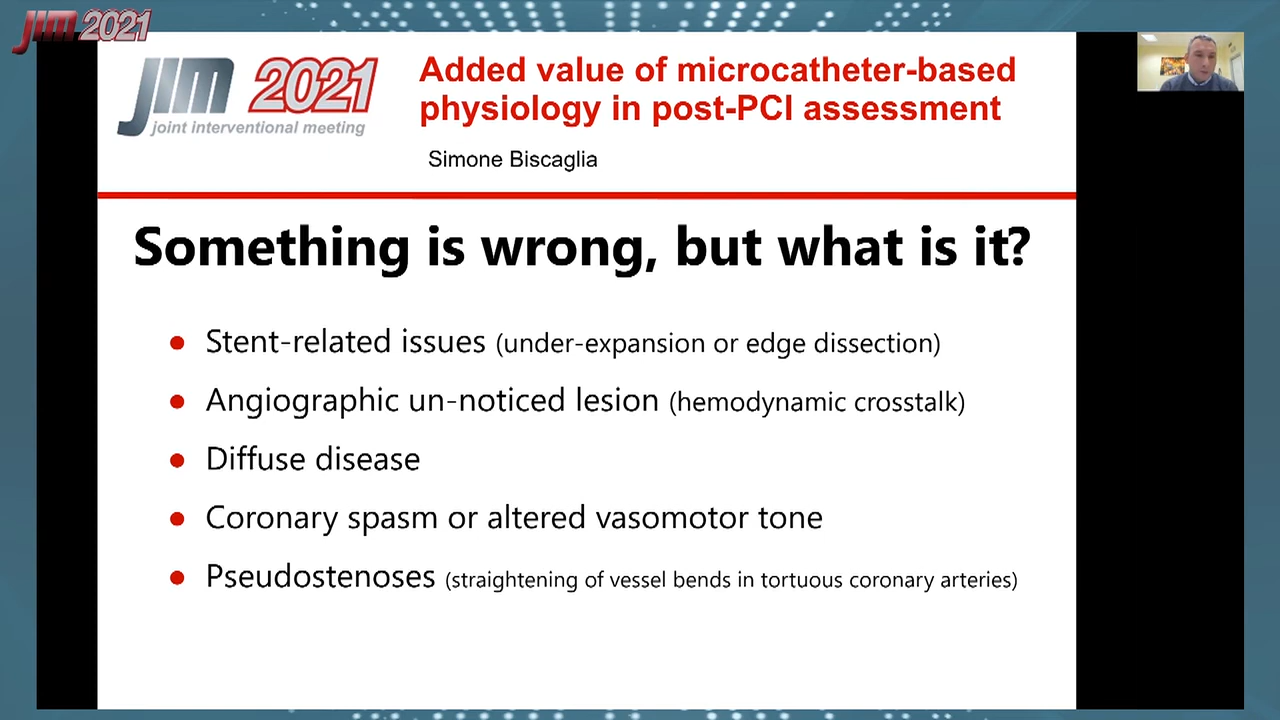 JIM 2021
JIM 2021
joint interventional meeting
Added value of microcatheter-based
physiology in post-PCI assessment
Simone Biscaglia
Something is wrong, but what is it?
• Stent-related issues (under-expansion or edge dissection)
• Angiographic un-noticed lesion (hemodynamic crosstalk)
• Diffuse disease
• Coronary spasm or altered vasomotor tone
• Pseudostenoses (straightening of vessel bends in tortuous coronary arteries)